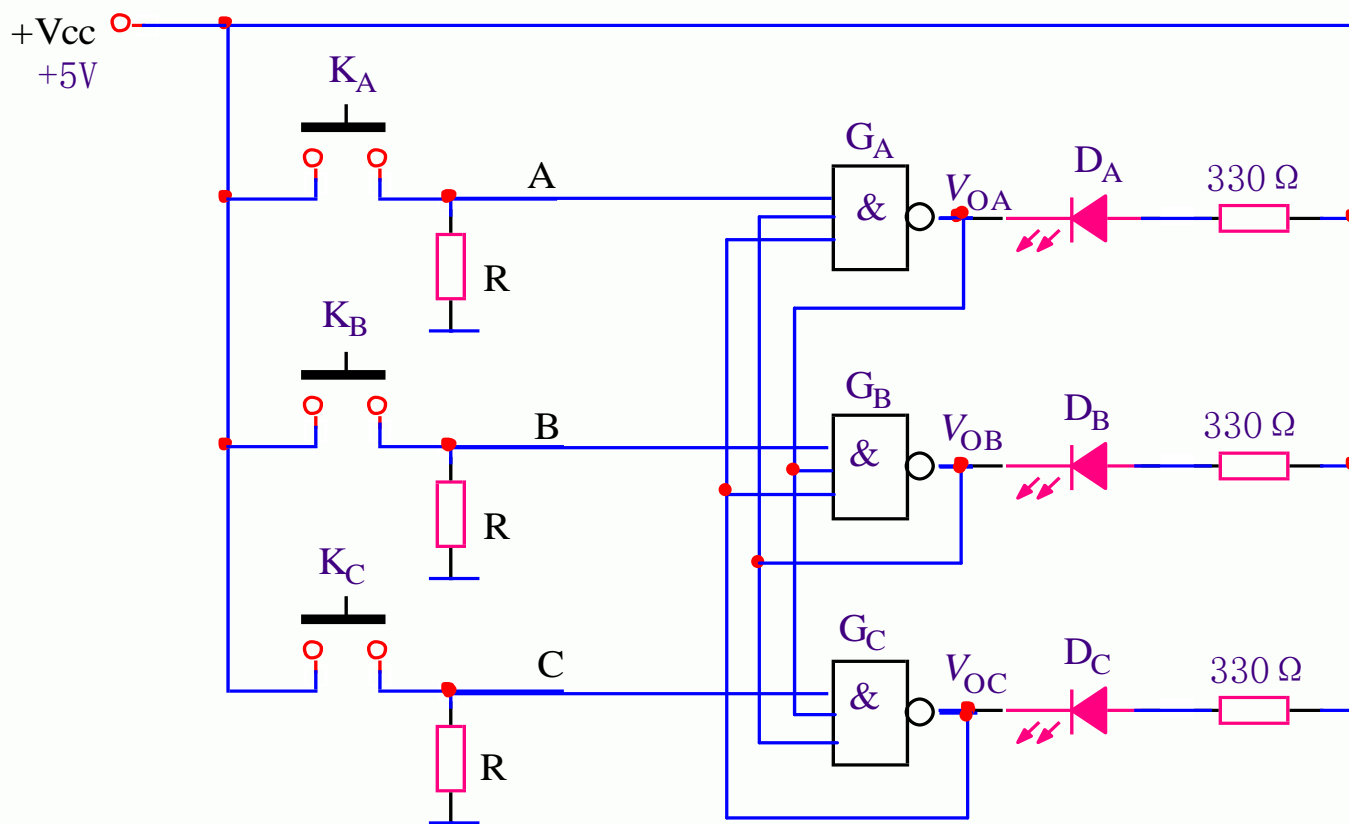 +Vcc
+5V
KA
A
GA
&
VOA
DA
330 Ω
R
KB
B
GB
&
VOB
DB
330 Ω
R
KC
C
GC
&
VOC
DC
330 Ω
R